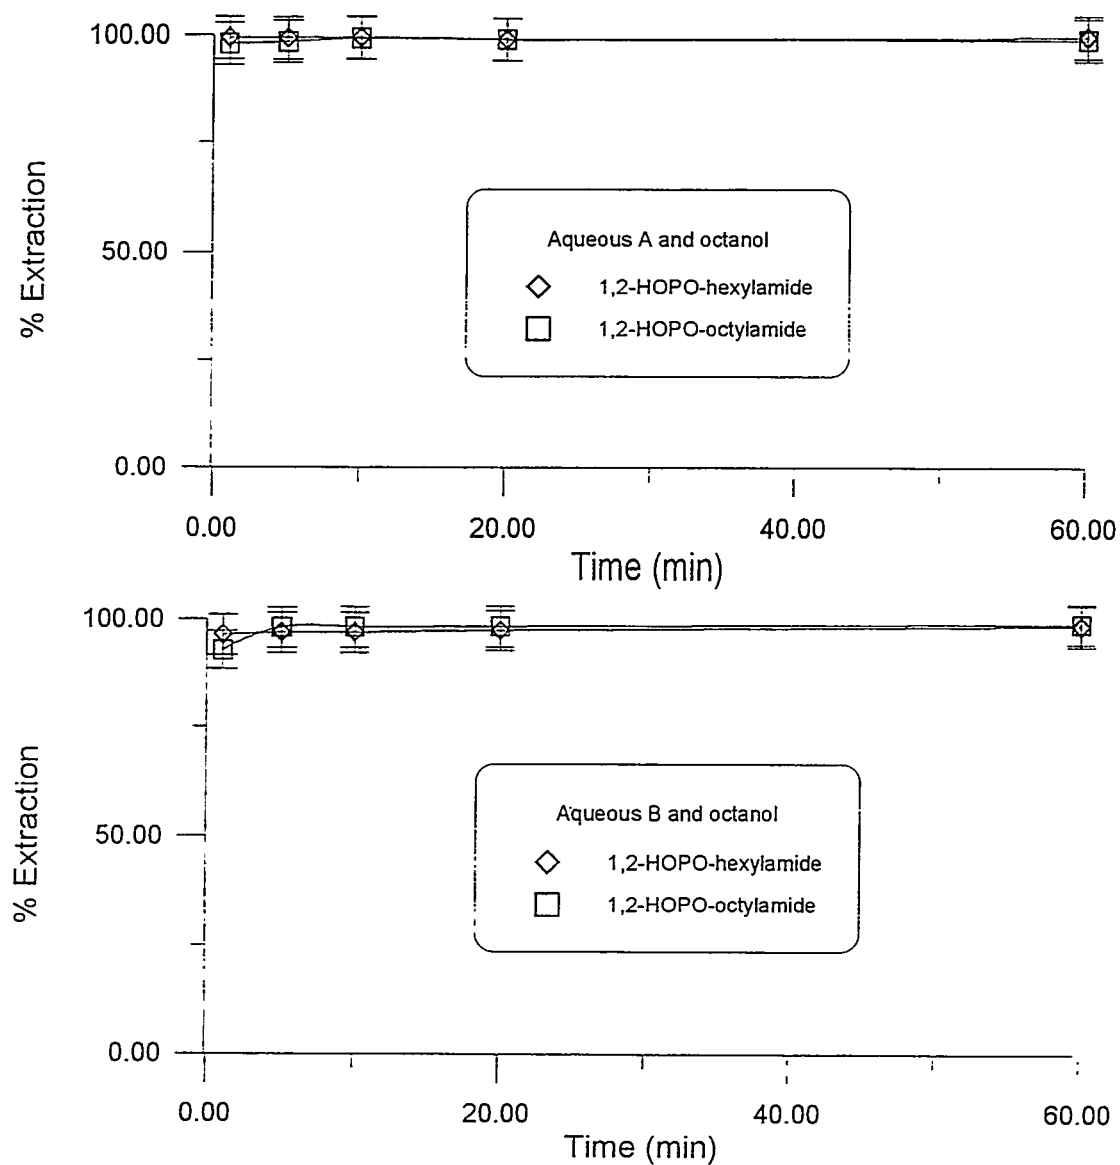 100.00
50.00
0.00
% Extraction
Aqueous A and octanol
1,2-HOPO-hexylamide
1,2-HOPO-octylamide
0.00 20.00 40.00 60.00
Time (min)
100.00
50.00
0.00
% Extraction
Aqueous B and octanol
1,2-HOPO-hexylamide
1,2-HOPO-octylamide
0.00 20.00 40.00 60.00
Time (min)